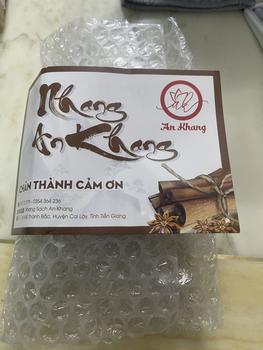 An Khang
Nhang
An Khang
CHÂN THÀNH CẢM ƠN
0354 364 236
Nhang Sạch An Khang
Thành Bắc, Huyện Cai Lậy, Tỉnh Tiền Giang